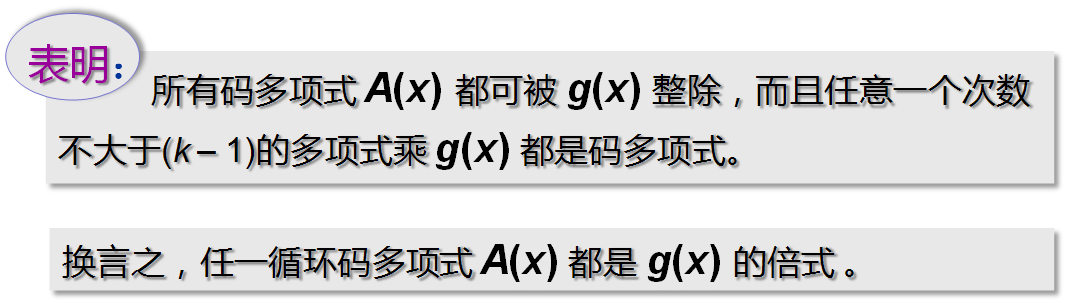 表明：
所有码多项式 A(x) 都可被 g(x) 整除，而且任意一个次数
不大于(k – 1)的多项式乘 g(x) 都是码多项式。
换言之，任一循环码多项式 A(x) 都是 g(x) 的倍式 。